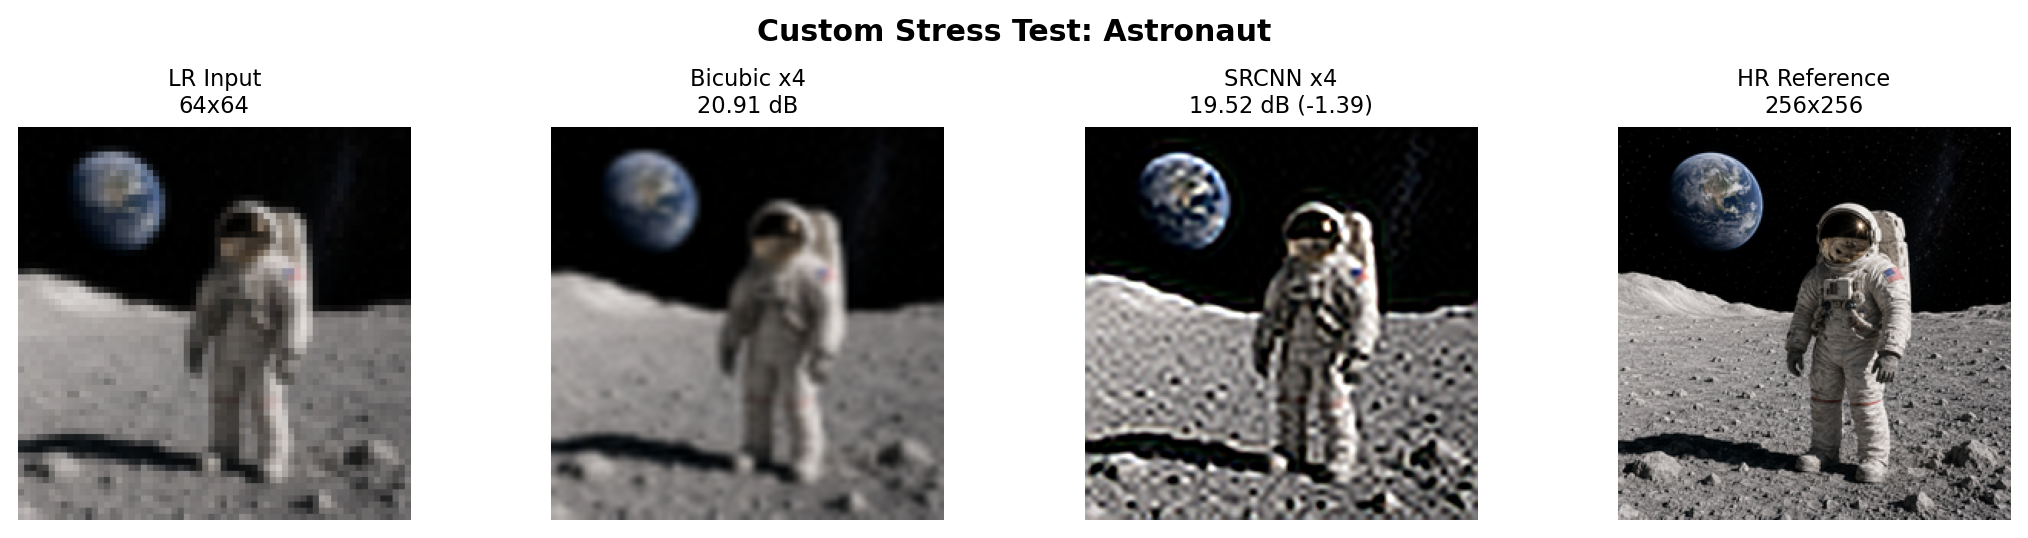 Custom Stress Test: Astronaut
LR Input
64x64
Bicubic x4
20.91 dB
SRCNN x4
19.52 dB (-1.39)
HR Reference
256x256